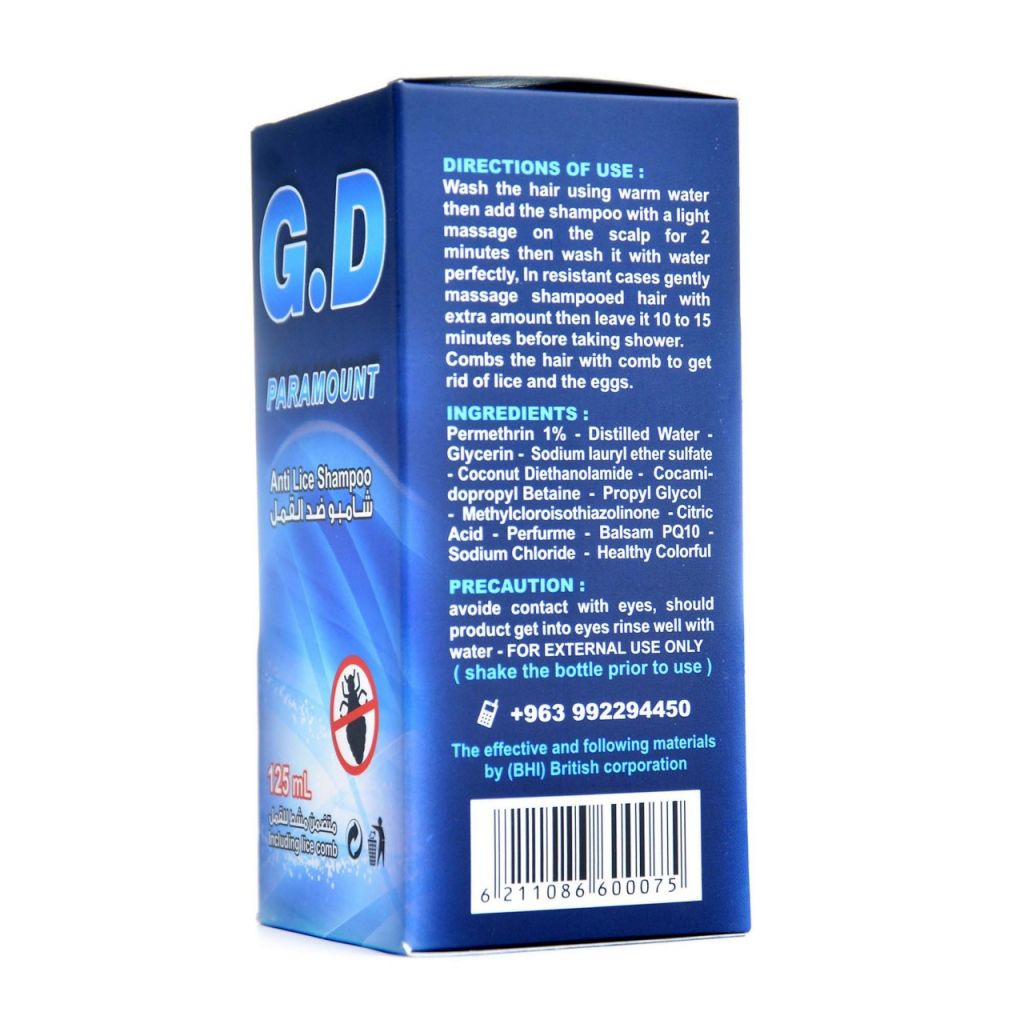 G.D
PARAMOUNT
Anti Lice Shampoo
شامبو ضد القمل
125 mL
متضمن مشط للقمل
Including lice comb
DIRECTIONS OF USE :
Wash the hair using warm water
then add the shampoo with a light
massage on the scalp for 2
minutes then wash it with water
perfectly, In resistant cases gently
massage shampooed hair with
extra amount then leave it 10 to 15
minutes before taking shower.
Combs the hair with comb to get
rid of lice and the eggs.
INGREDIENTS :
Permethrin 1% - Distilled Water -
Glycerin - Sodium lauryl ether sulfate
- Coconut Diethanolamide - Cocami-
dopropyl Betaine - Propyl Glycol
- Methylcloroisothiazolinone - Citric
Acid - Perfurme - Balsam PQ10 -
Sodium Chloride - Healthy Colorful
PRECAUTION :
avoide contact with eyes, should
product get into eyes rinse well with
water - FOR EXTERNAL USE ONLY
( shake the bottle prior to use )
+963 992294450
The effective and following materials
by (BHI) British corporation
6 211086 600075